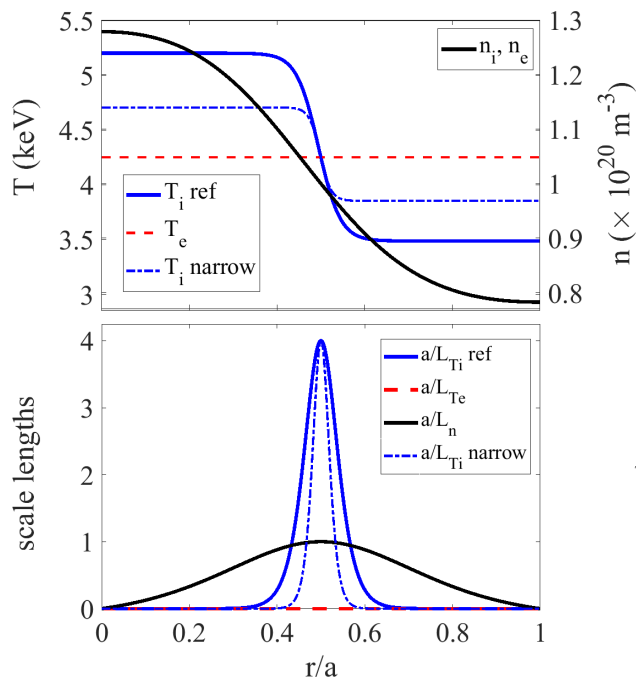 5.5
5
4.5
4
3.5
3
T (keV)
n_i, n_e
T_i ref
T_e
T_i narrow
1.3
1.2
1.1
1
0.9
0.8
n (× 10^20 m^-3)
4
3
2
1
0
scale lengths
a/L_Ti ref
a/L_Te
a/L_n
a/L_Ti narrow
0 0.2 0.4 0.6 0.8 1
r/a